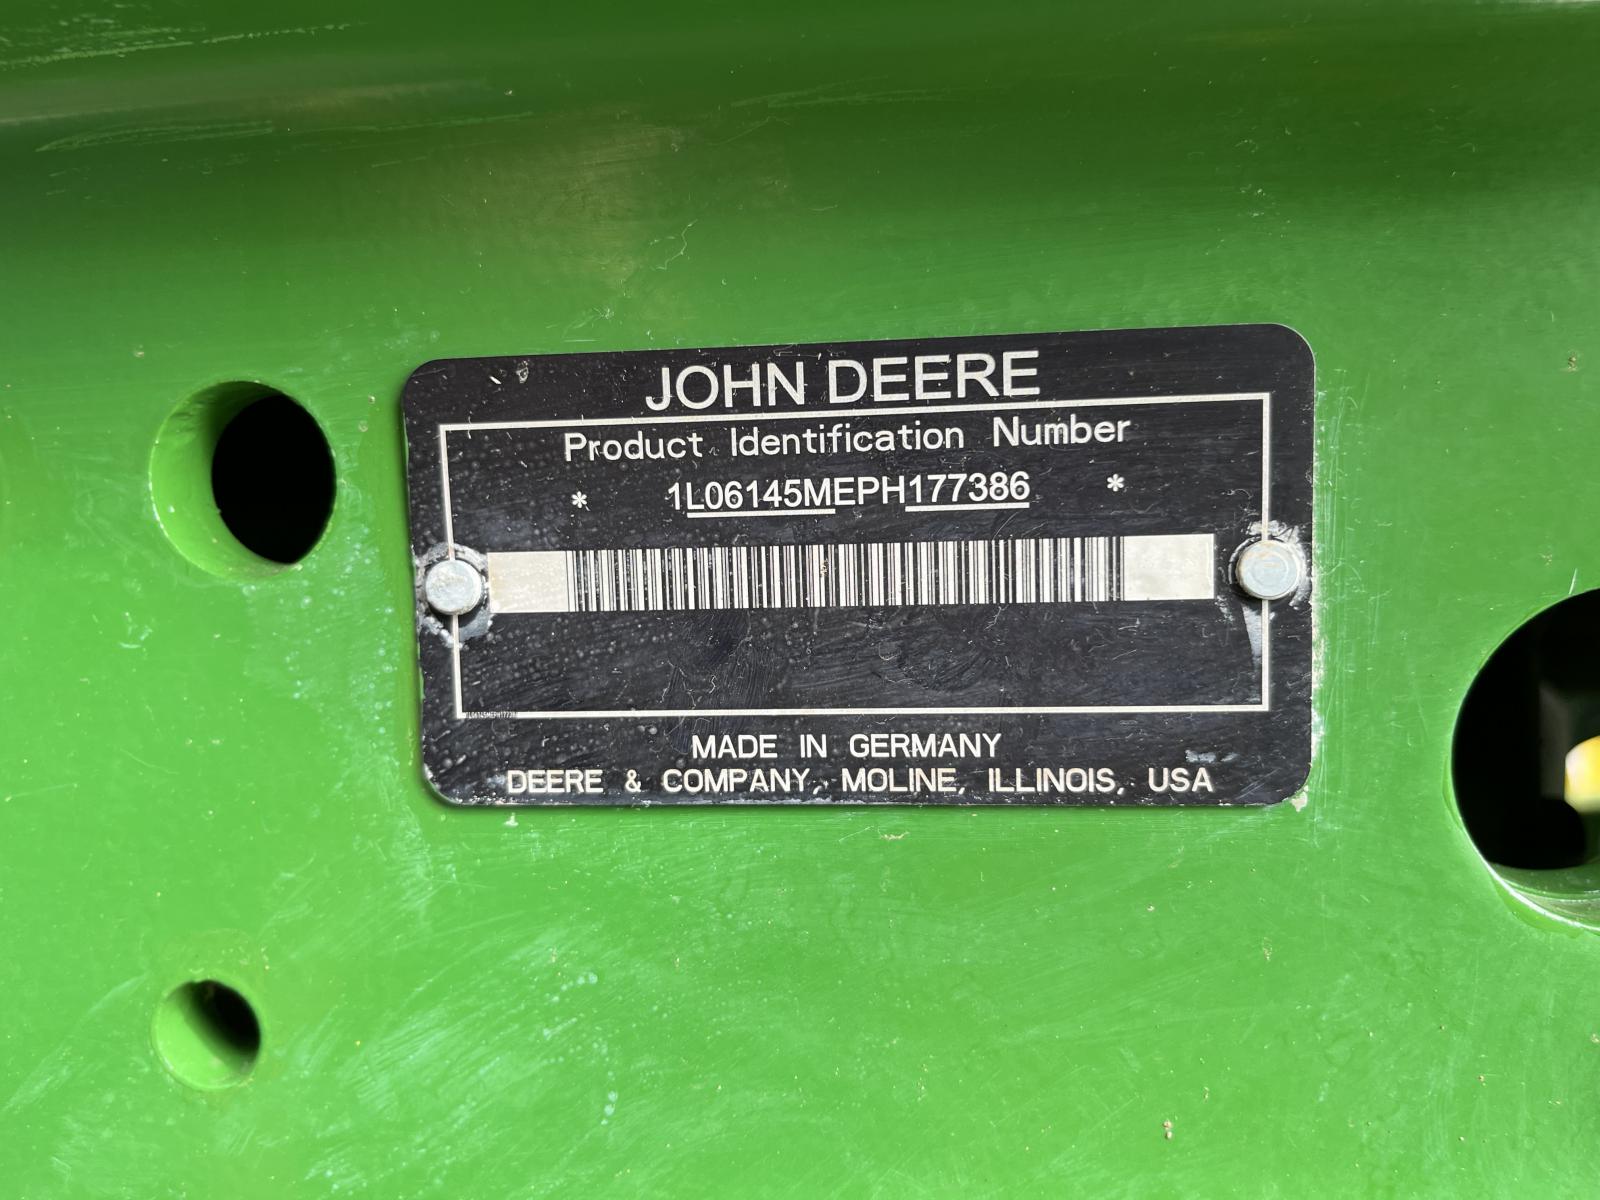 JOHN DEERE
Product Identification Number
* 1L06145MEPH177386 *
MADE IN GERMANY
DEERE & COMPANY, MOLINE, ILLINOIS, USA